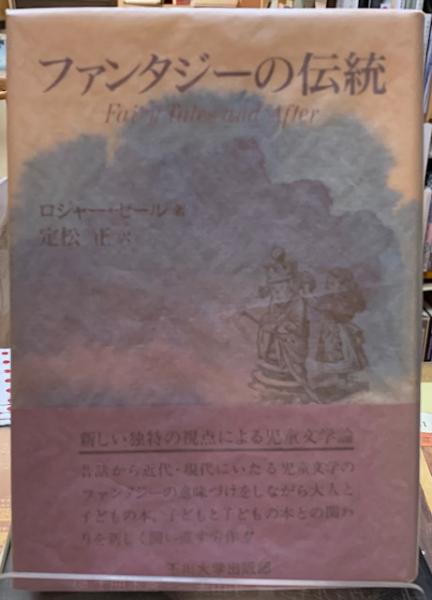 ファンタジーの伝統
Fairy Tales and After
ロジャー・セール 著
定松 正 訳
新しい独特の視点による児童文学論
昔話から近代・現代にいたる児童文学の
ファンタジーの意味づけをしながら大人と
子どもの本、子どもと子どもの本との関わ
りを新しく問い直す労作!!
玉川大学出版部